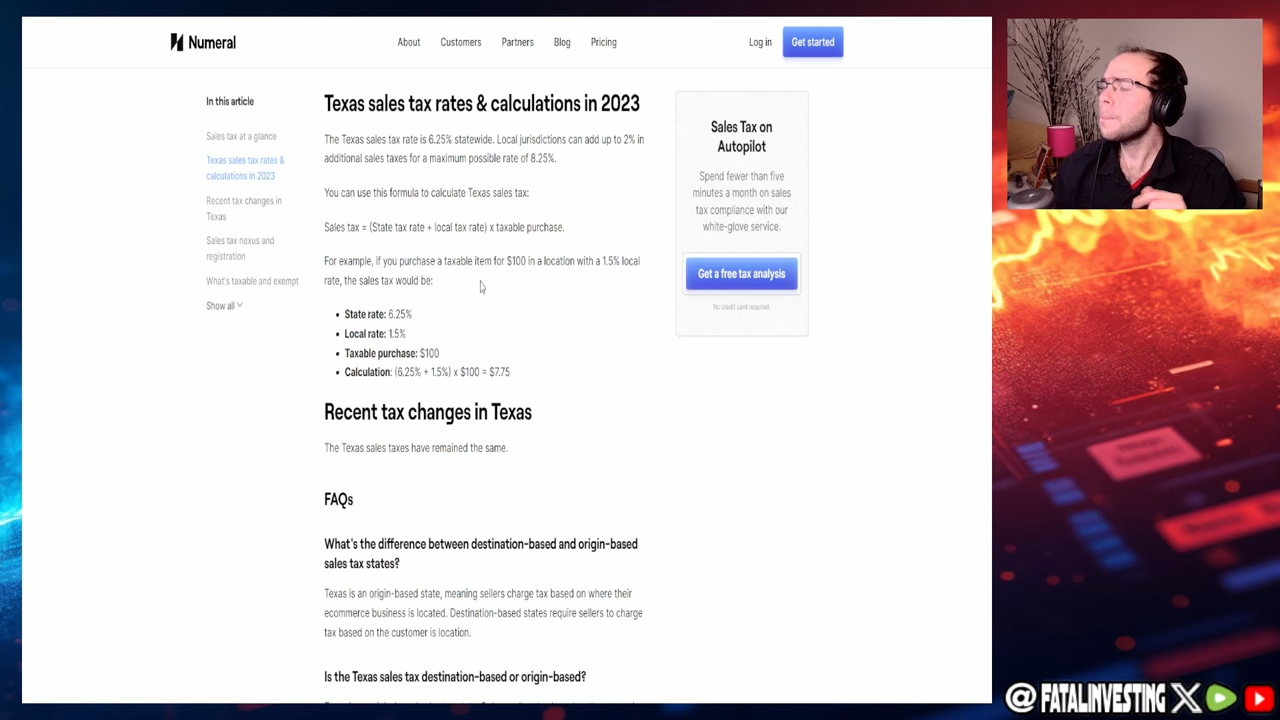 Numeral
About
Customers
Partners
Blog
Pricing
Log in
Get started
In this article
Sales tax at a glance
Texas sales tax rates &
calculations in 2023
Recent tax changes in
Texas
Sales tax nexus and
registration
What's taxable and exempt
Show all
Texas sales tax rates & calculations in 2023
The Texas sales tax rate is 6.25% statewide. Local jurisdictions can add up to 2% in
additional sales taxes for a maximum possible rate of 8.25%.
You can use this formula to calculate Texas sales tax:
Sales tax = (State tax rate + local tax rate) x taxable purchase.
For example, if you purchase a taxable item for $100 in a location with a 1.5% local
rate, the sales tax would be:
• State rate: 6.25%
• Local rate: 1.5%
• Taxable purchase: $100
• Calculation: (6.25% + 1.5%) x $100 = $7.75
Recent tax changes in Texas
The Texas sales taxes have remained the same.
FAQs
What's the difference between destination-based and origin-based
sales tax states?
Texas is an origin-based state, meaning sellers charge tax based on where their
ecommerce business is located. Destination-based states require sellers to charge
tax based on the customer is location.
Is the Texas sales tax destination-based or origin-based?
Sales Tax on
Autopilot
Spend fewer than five
minutes a month on sales
tax compliance with our
white-glove service.
Get a free tax analysis
No credit card required.
@FATALINVESTING